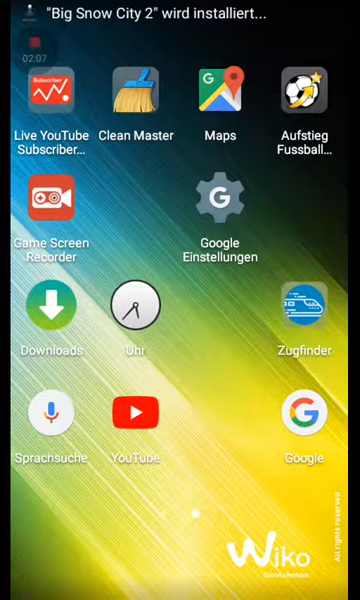 "Big Snow City 2" wird installiert...
02:07
Subscriber
Live YouTube
Subscriber...
Clean Master
Maps
Aufstieg
Fussball...
Game Screen
Recorder
Google
Einstellungen
Downloads
Uhr
Zugfinder
Sprachsuche
YouTube
Google
All rights reserved
Wiko